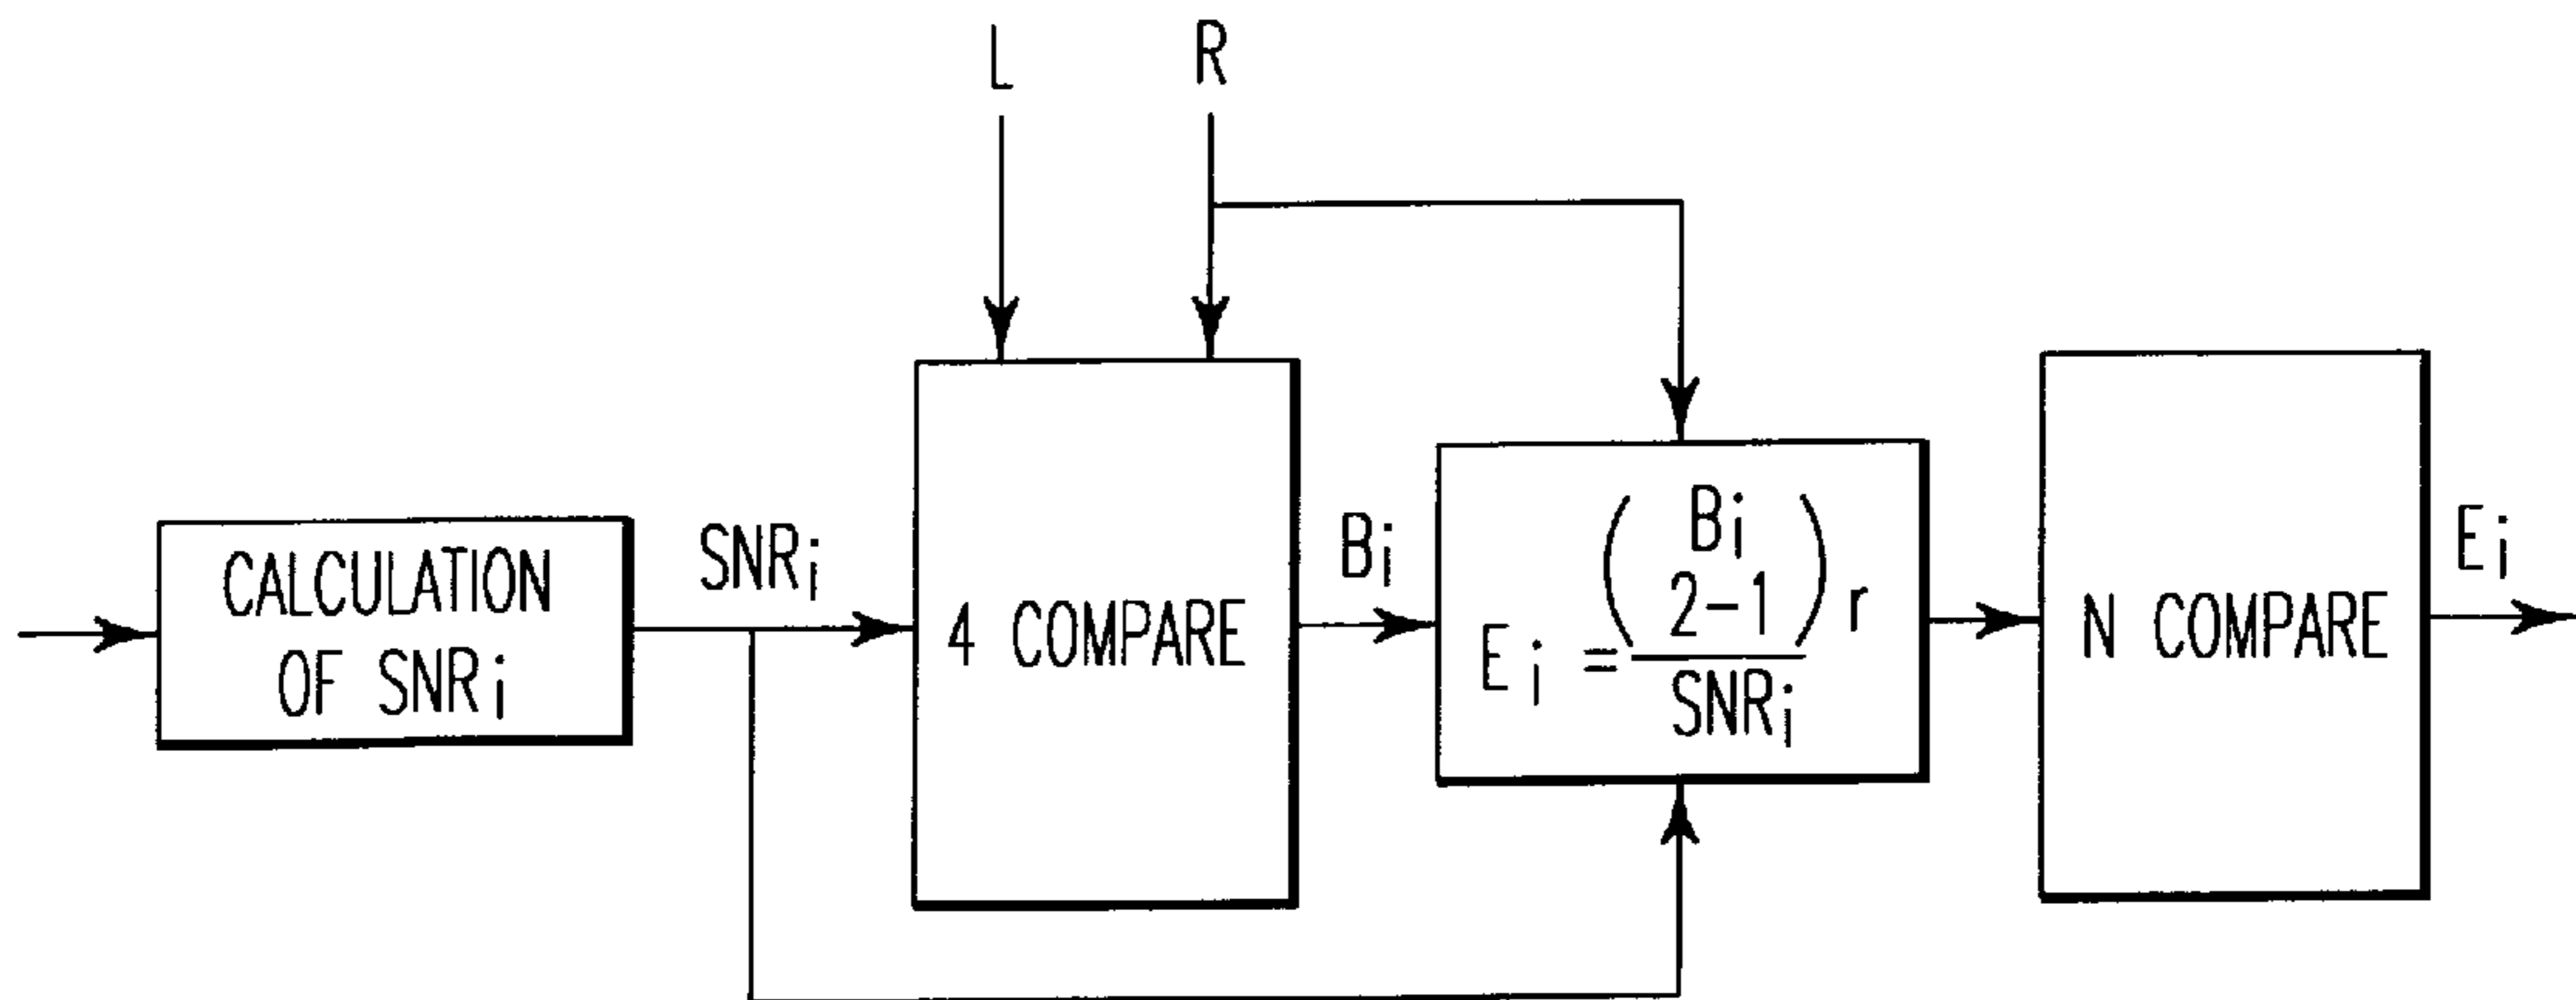 L R
CALCULATION
OF SNRi
SNRi
4 COMPARE
Bi
Ei = (Bi
2-1) r
SNRi
N COMPARE
Ei